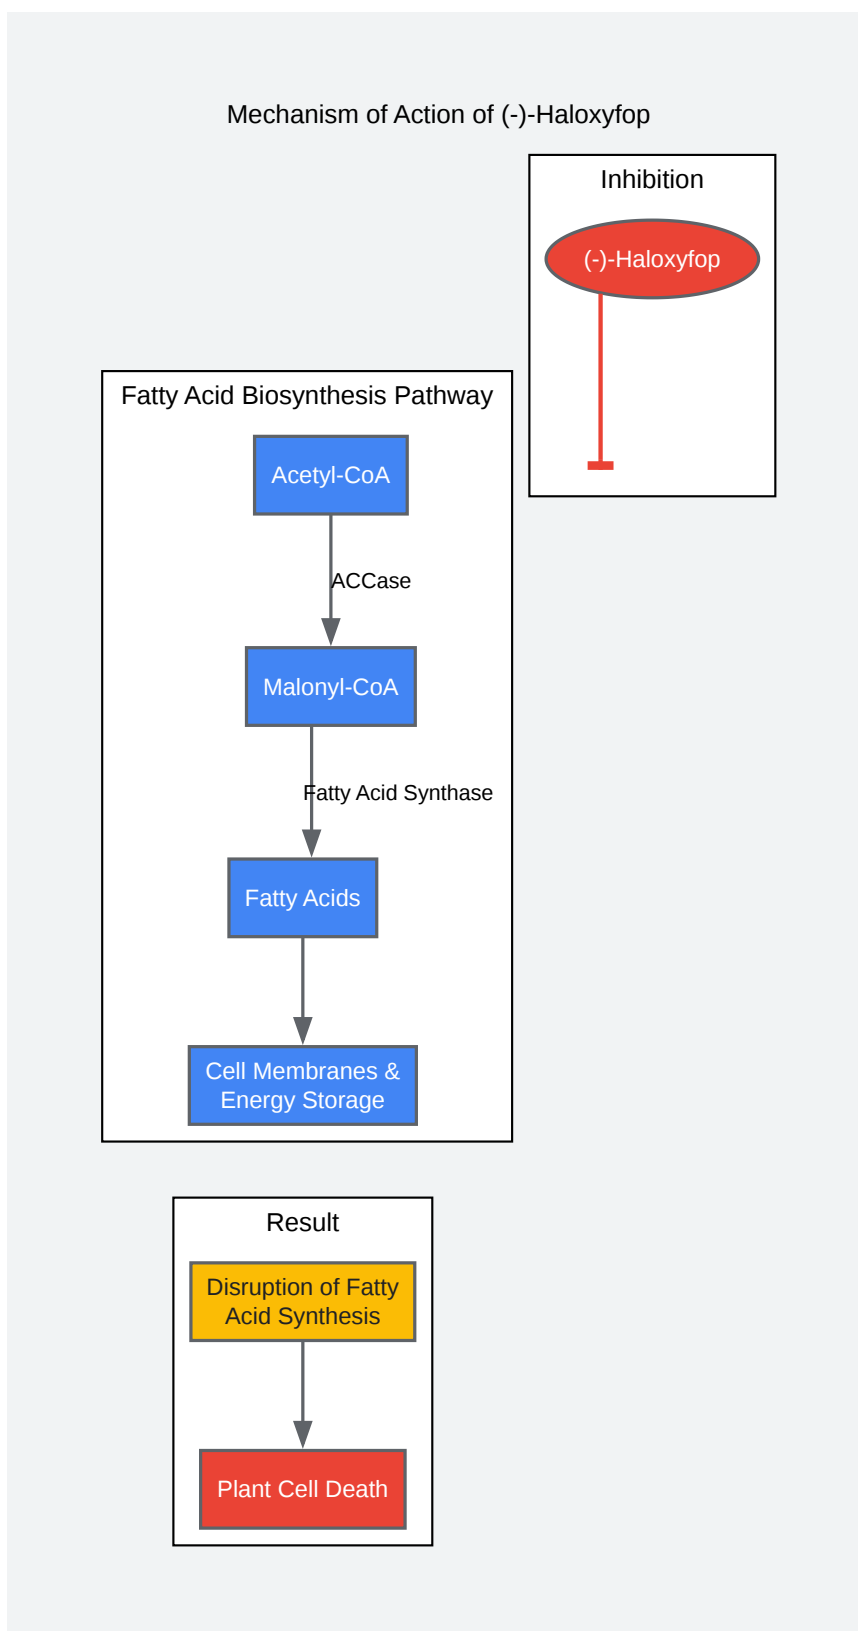 Mechanism of Action of (-)-Haloxyfop
Inhibition
(-)-Haloxyfop
Fatty Acid Biosynthesis Pathway
Acetyl-CoA
ACCase
Malonyl-CoA
Fatty Acid Synthase
Fatty Acids
Cell Membranes &
Energy Storage
Result
Disruption of Fatty
Acid Synthesis
Plant Cell Death